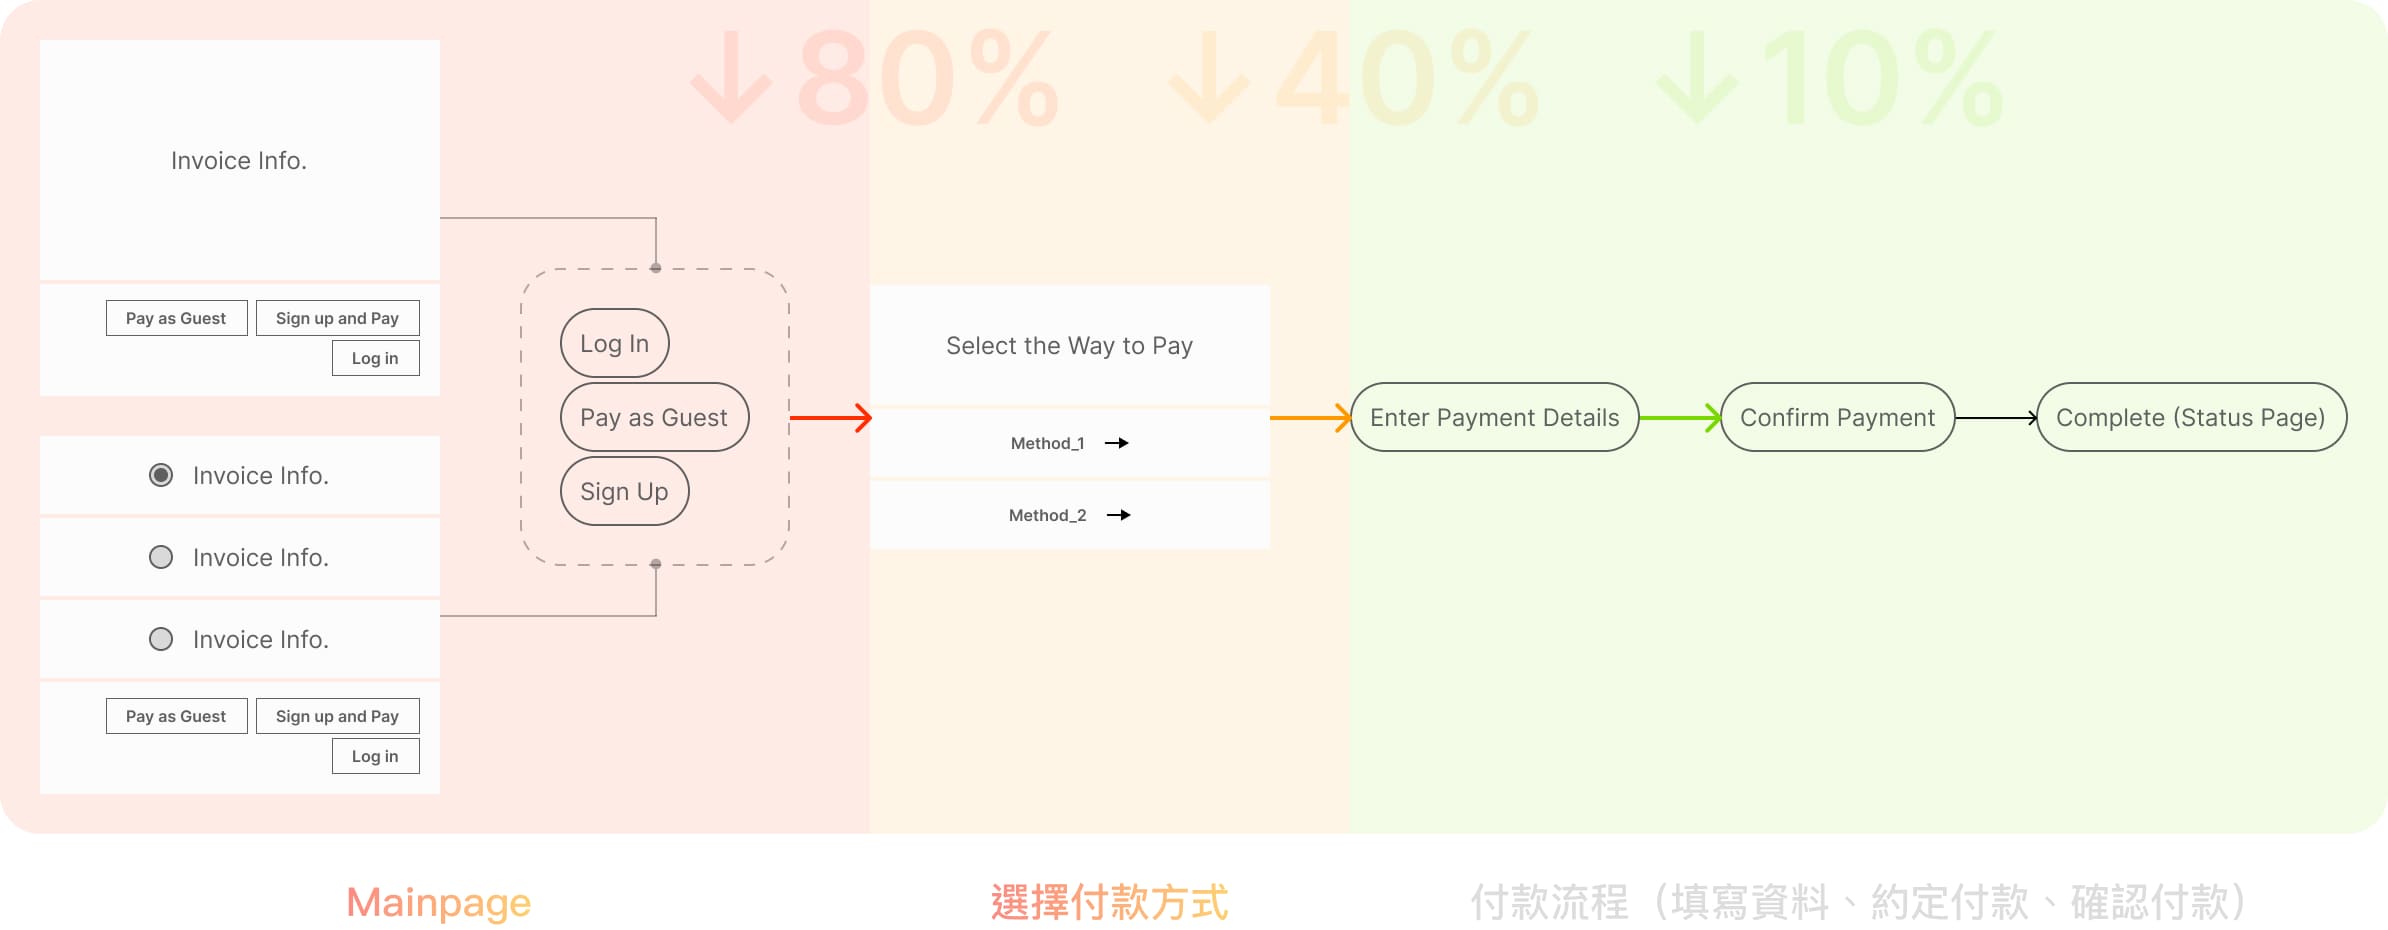 ↓80%
↓40%
↓10%
Invoice Info.
Pay as Guest
Sign up and Pay
Log in
Invoice Info.
Invoice Info.
Invoice Info.
Pay as Guest
Sign up and Pay
Log in
Log In
Pay as Guest
Sign Up
Select the Way to Pay
Method_1
Method_2
Enter Payment Details
Confirm Payment
Complete (Status Page)
Mainpage
選擇付款方式
付款流程（填寫資料、約定付款、確認付款）